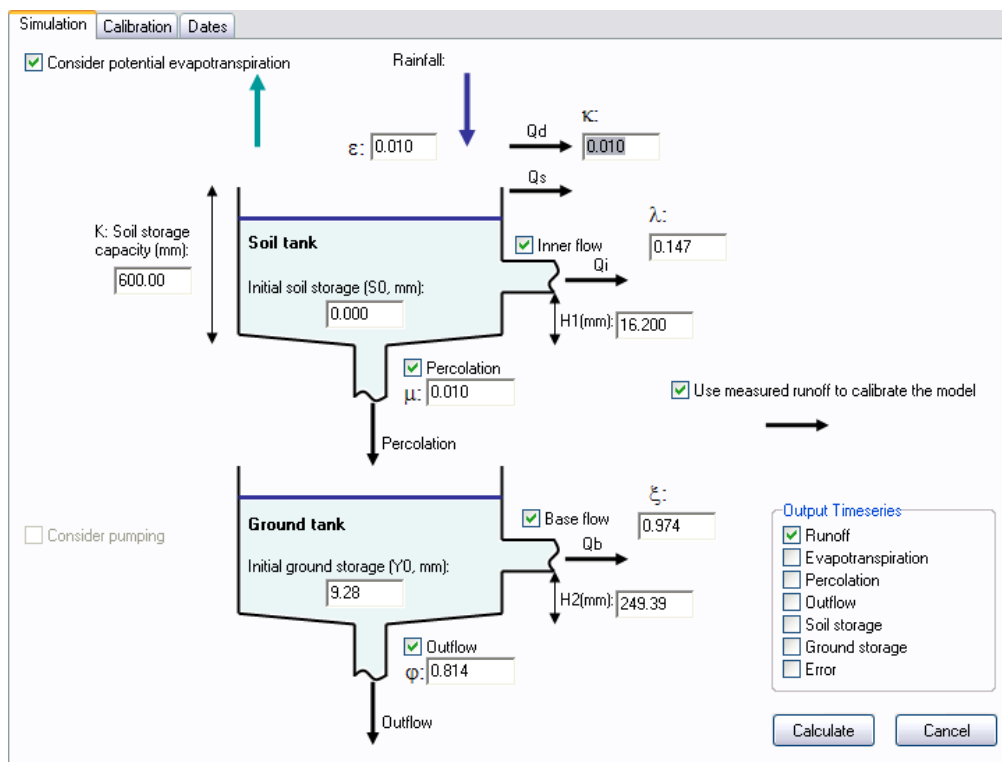 Simulation Calibration Dates
Consider potential evapotranspiration
Rainfall:
κ:
Qd
ε: 0.010
0.010
Qs
λ:
K: Soil storage
capacity (mm):
600.00
Soil tank
Inner flow
0.147
Qi
Initial soil storage (S0, mm):
0.000
H1(mm): 16.200
Percolation
μ: 0.010
Use measured runoff to calibrate the model
Percolation
ξ:
Ground tank
Base flow
0.974
Consider pumping
Qb
Initial ground storage (Y0, mm):
9.28
H2(mm): 249.39
Outflow
φ: 0.814
Outflow
Output Timeseries
Runoff
Evapotranspiration
Percolation
Outflow
Soil storage
Ground storage
Error
Calculate Cancel